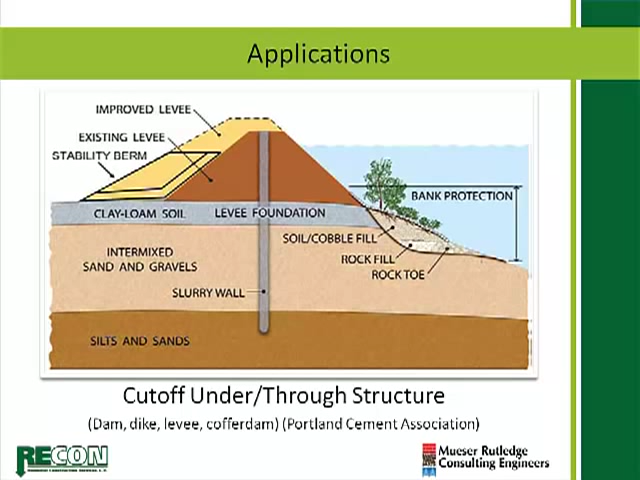 Applications
IMPROVED LEVEE
EXISTING LEVEE
STABILITY BERM
BANK PROTECTION
CLAY-LOAM SOIL
LEVEE FOUNDATION
SOIL/COBBLE FILL
INTERMIXED
SAND AND GRAVELS
ROCK FILL
ROCK TOE
SLURRY WALL
SILTS AND SANDS
Cutoff Under/Through Structure
(Dam, dike, levee, cofferdam) (Portland Cement Association)
RECON
Mueser Rutledge
Consulting Engineers